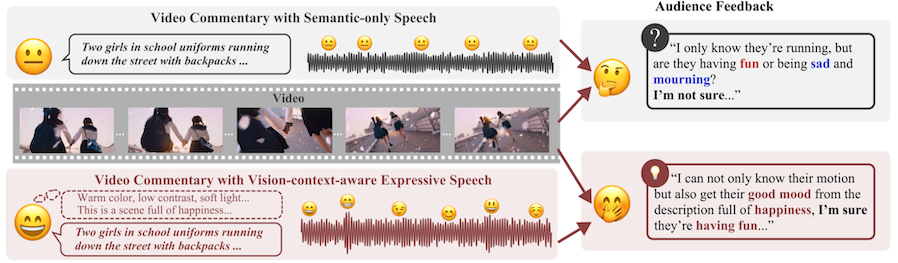 Video Commentary with Semantic-only Speech
Two girls in school uniforms running
down the street with backpacks ...
Video
...
...
...
...
Video Commentary with Vision-context-aware Expressive Speech
Warm color, low contrast, soft light...
This is a scene full of happiness...
Two girls in school uniforms running
down the street with backpacks ...
Audience Feedback
?
“I only know they’re running, but
are they having fun or being sad and
mourning?
I’m not sure...”
“I can not only know their motion
but also get their good mood from the
description full of happiness, I’m sure
they’re having fun...”